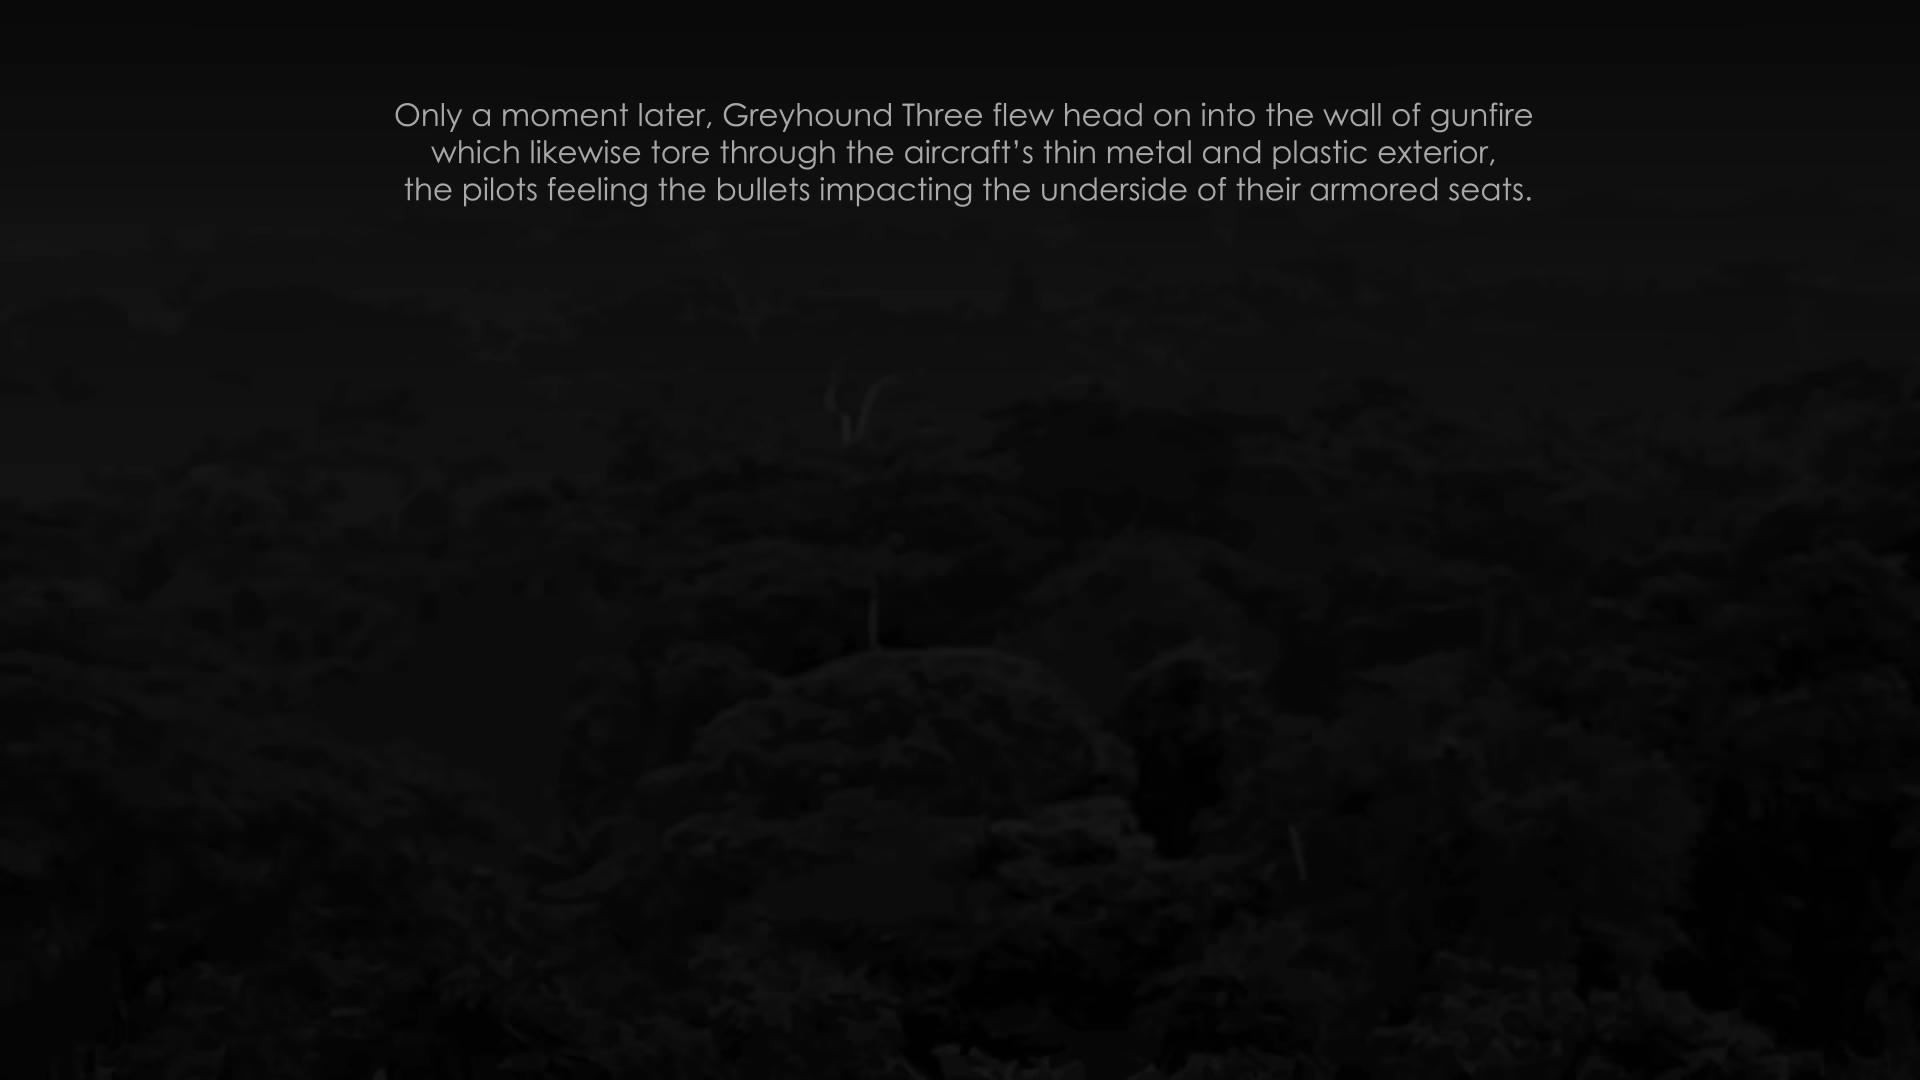 Only a moment later, Greyhound Three flew head on into the wall of gunfire
which likewise tore through the aircraft’s thin metal and plastic exterior,
the pilots feeling the bullets impacting the underside of their armored seats.